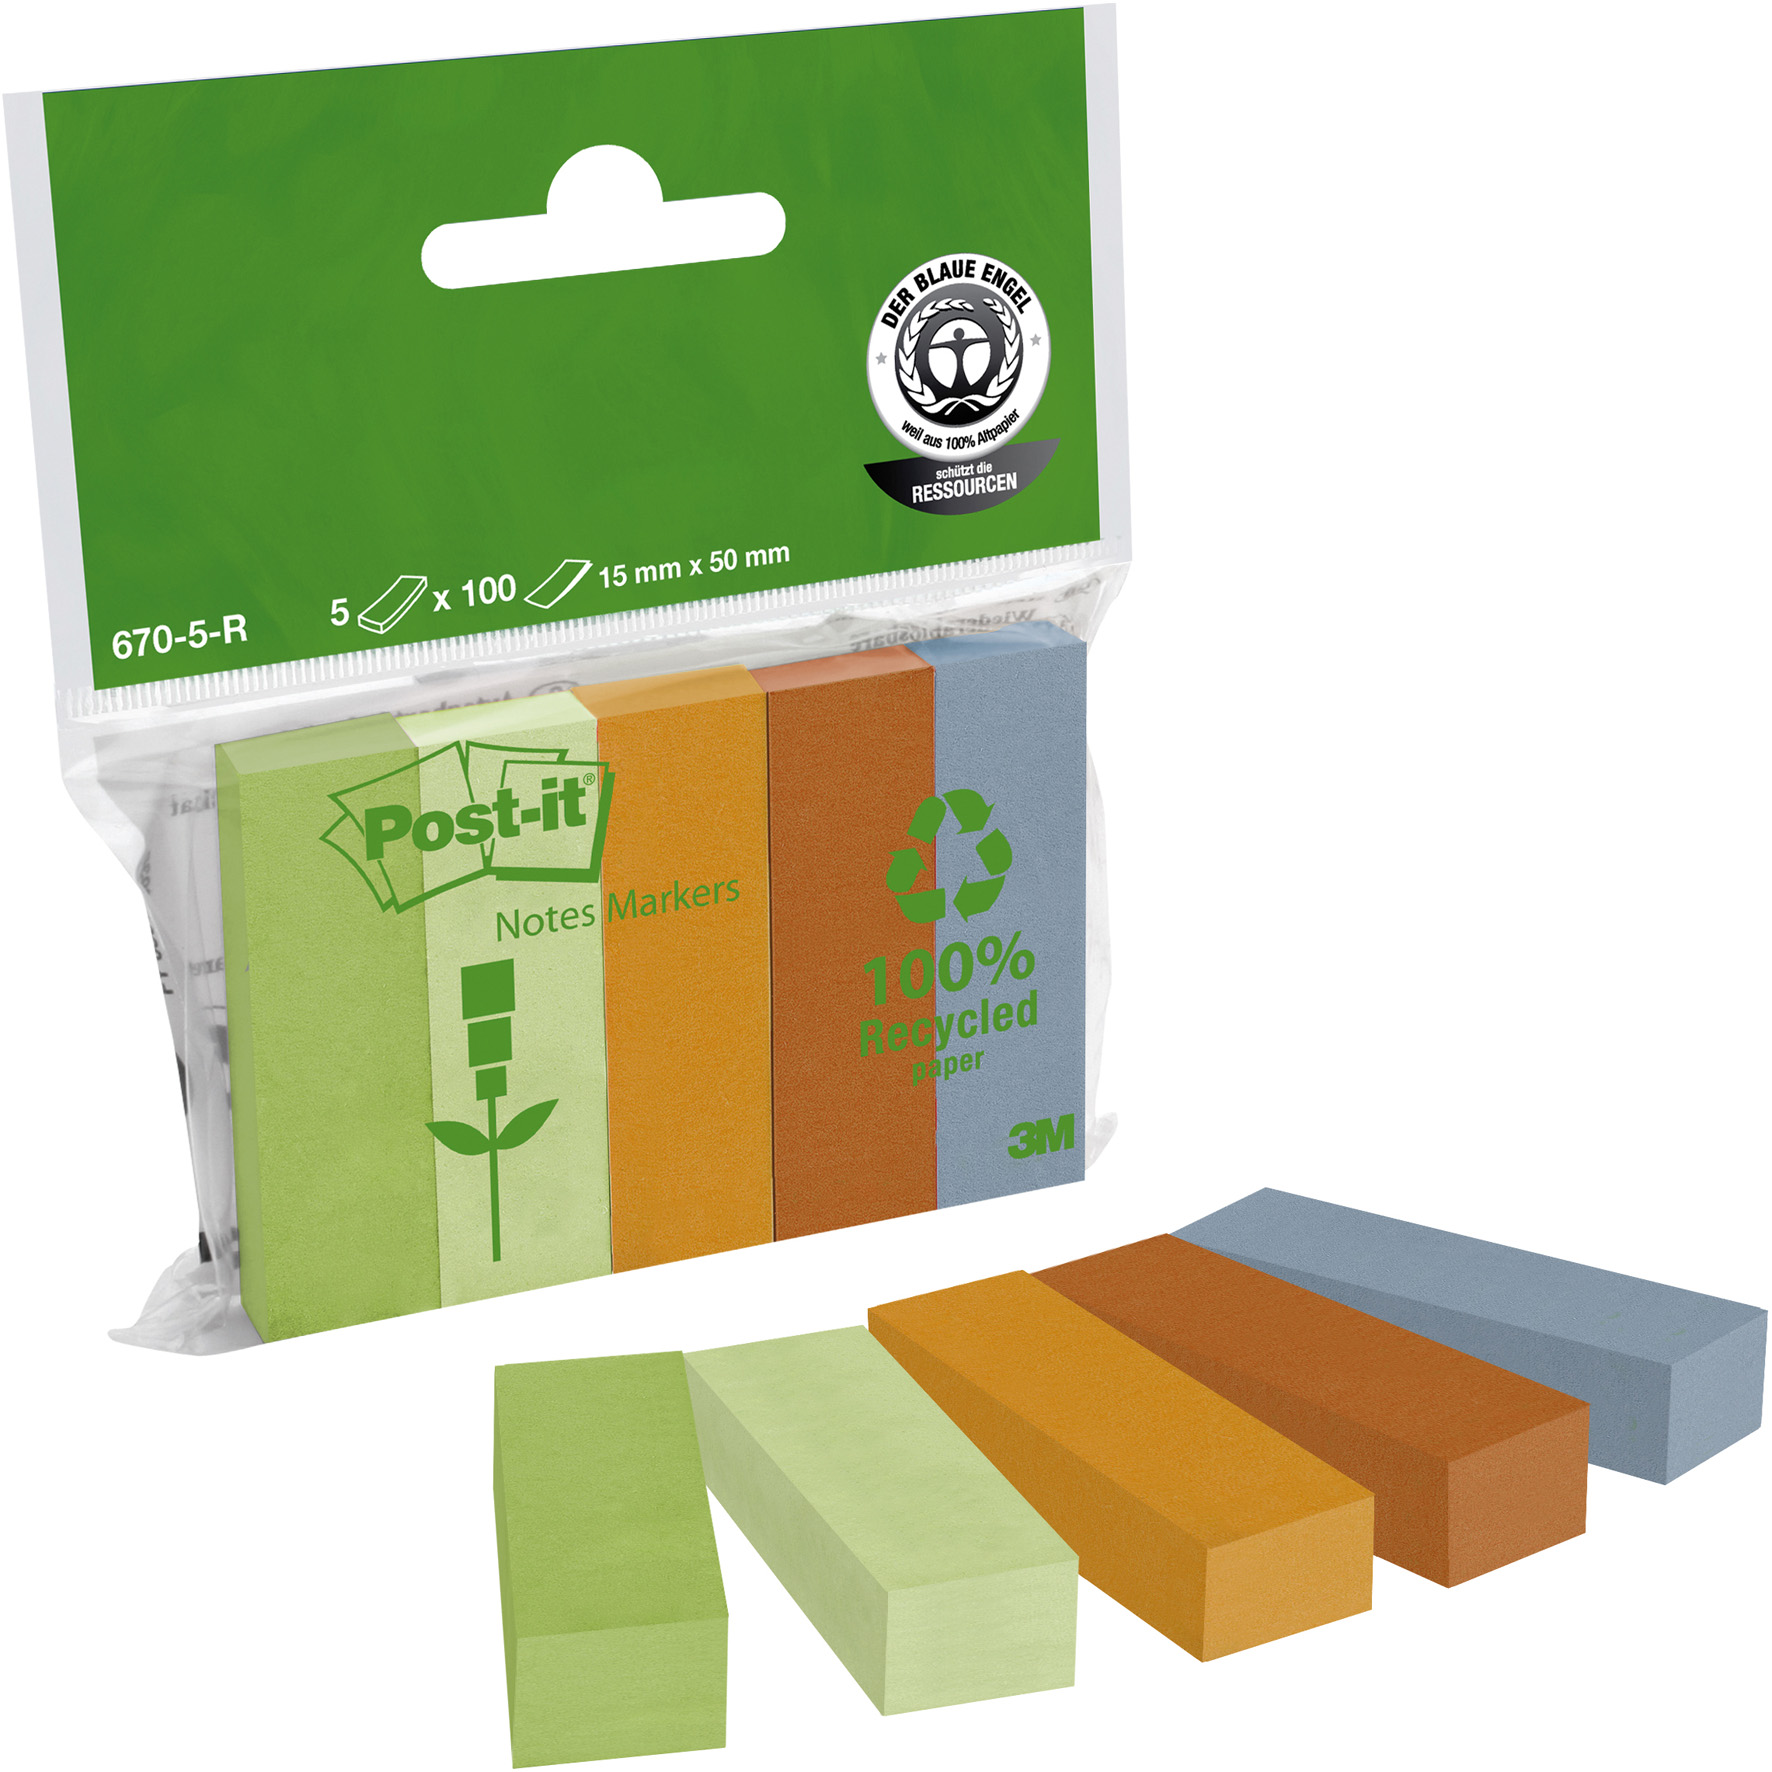 DER BLAUE ENGEL
weil aus 100% Altpapier
schützt die
RESSOURCEN
670-5-R 5 x 100 15 mm x 50 mm
Post-it®
Notes Markers
100%
Recycled
paper
3M